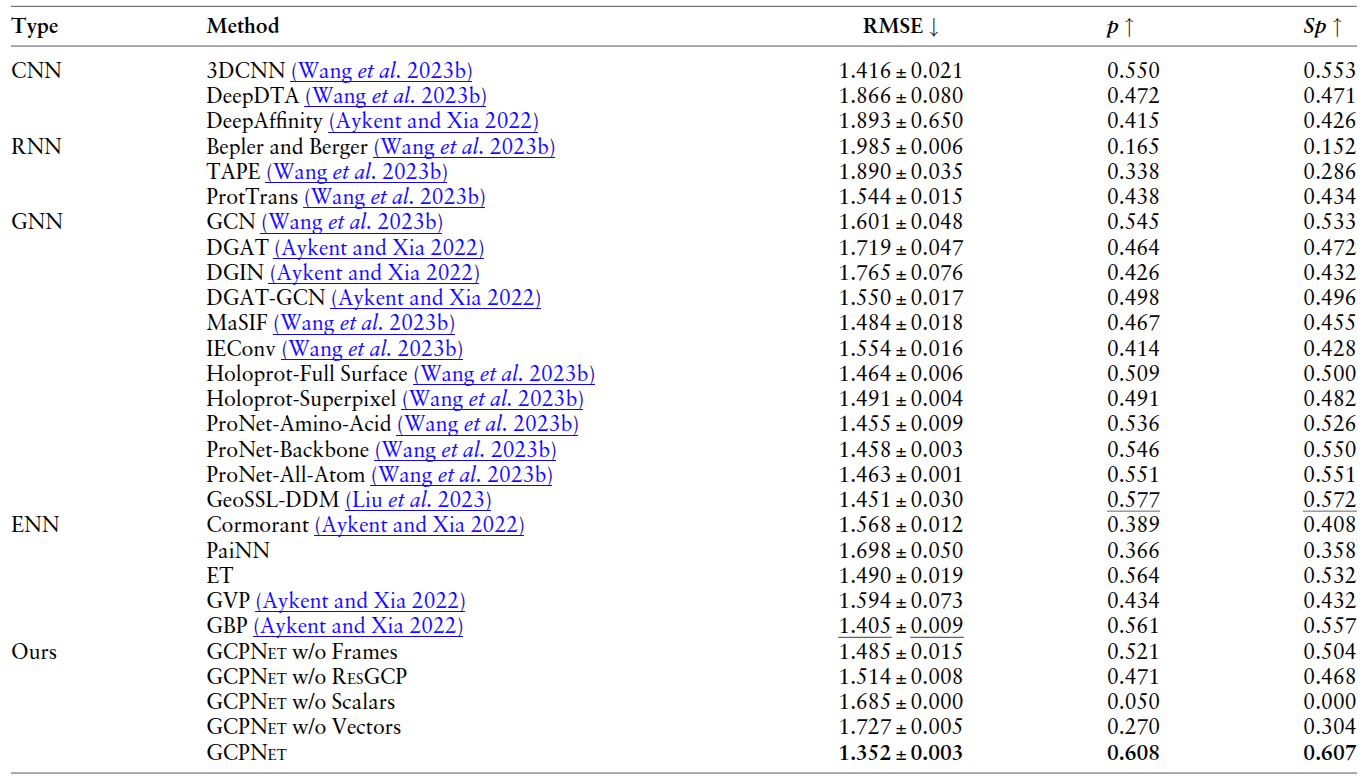 Type Method RMSE ↓ p ↑ Sp ↑
CNN 3DCNN (Wang et al. 2023b) 1.416 ± 0.021 0.550 0.553
DeepDTA (Wang et al. 2023b) 1.866 ± 0.080 0.472 0.471
DeepAffinity (Aykent and Xia 2022) 1.893 ± 0.650 0.415 0.426
RNN Bepler and Berger (Wang et al. 2023b) 1.985 ± 0.006 0.165 0.152
TAPE (Wang et al. 2023b) 1.890 ± 0.035 0.338 0.286
ProtTrans (Wang et al. 2023b) 1.544 ± 0.015 0.438 0.434
GNN GCN (Wang et al. 2023b) 1.601 ± 0.048 0.545 0.533
DGAT (Aykent and Xia 2022) 1.719 ± 0.047 0.464 0.472
DGIN (Aykent and Xia 2022) 1.765 ± 0.076 0.426 0.432
DGAT-GCN (Aykent and Xia 2022) 1.550 ± 0.017 0.498 0.496
MaSIF (Wang et al. 2023b) 1.484 ± 0.018 0.467 0.455
IEConv (Wang et al. 2023b) 1.554 ± 0.016 0.414 0.428
Holoprot-Full Surface (Wang et al. 2023b) 1.464 ± 0.006 0.509 0.500
Holoprot-Superpixel (Wang et al. 2023b) 1.491 ± 0.004 0.491 0.482
ProNet-Amino-Acid (Wang et al. 2023b) 1.455 ± 0.009 0.536 0.526
ProNet-Backbone (Wang et al. 2023b) 1.458 ± 0.003 0.546 0.550
ProNet-All-Atom (Wang et al. 2023b) 1.463 ± 0.001 0.551 0.551
GeoSSL-DDM (Liu et al. 2023) 1.451 ± 0.030 0.577 0.572
ENN Cormorant (Aykent and Xia 2022) 1.568 ± 0.012 0.389 0.408
PaiNN 1.698 ± 0.050 0.366 0.358
ET 1.490 ± 0.019 0.564 0.532
GVP (Aykent and Xia 2022) 1.594 ± 0.073 0.434 0.432
GBP (Aykent and Xia 2022) 1.405 ± 0.009 0.561 0.557
Ours GCPNET w/o Frames 1.485 ± 0.015 0.521 0.504
GCPNET w/o RESGCP 1.514 ± 0.008 0.471 0.468
GCPNET w/o Scalars 1.685 ± 0.000 0.050 0.000
GCPNET w/o Vectors 1.727 ± 0.005 0.270 0.304
GCPNET 1.352 ± 0.003 0.608 0.607